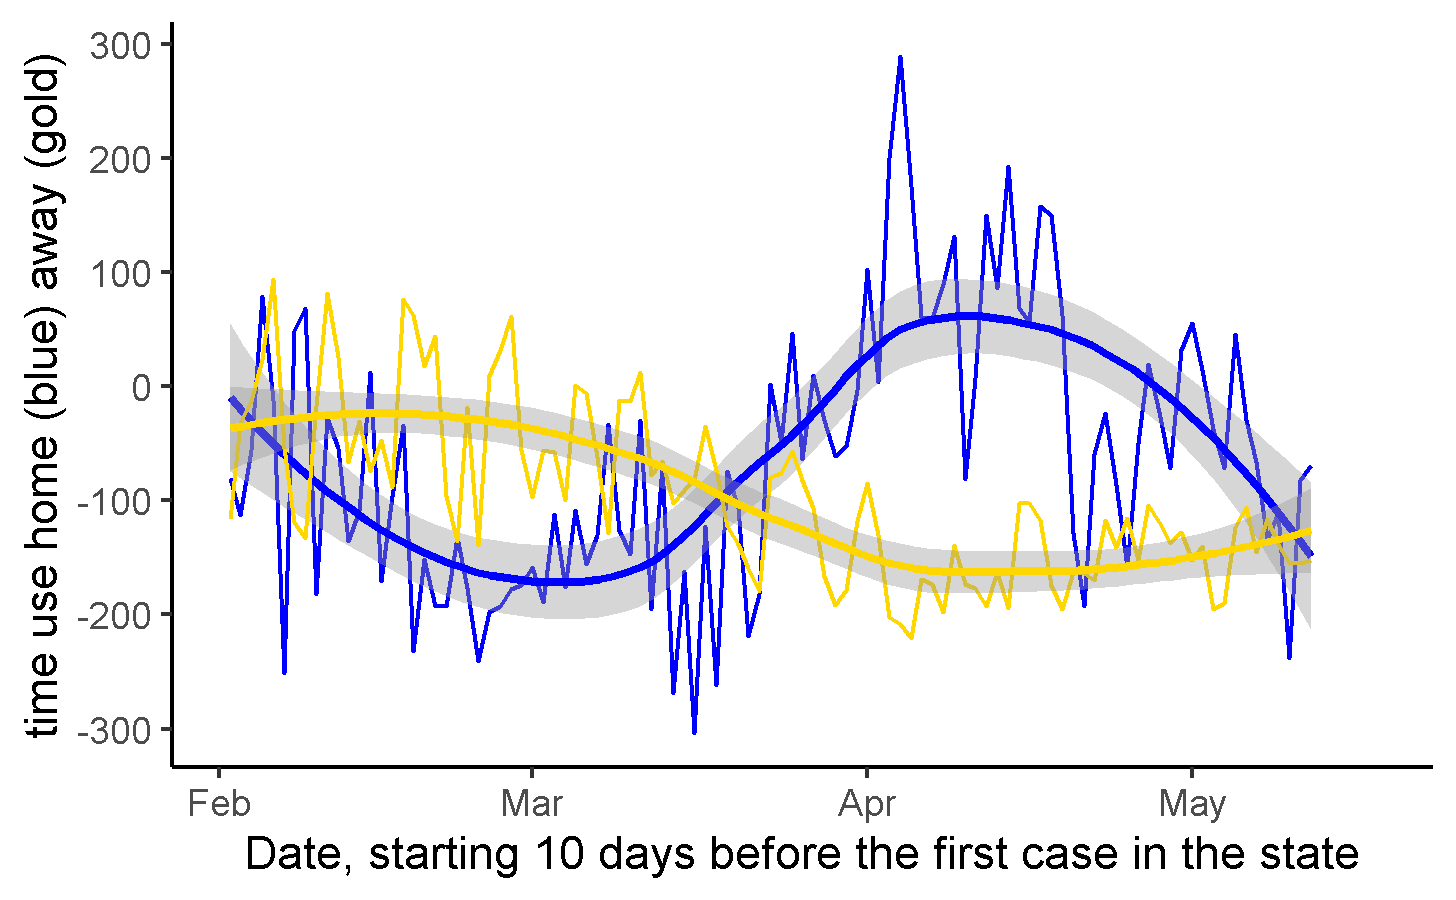 time use home (blue) away (gold)
300
200
100
0
-100
-200
-300
Feb Mar Apr May
Date, starting 10 days before the first case in the state